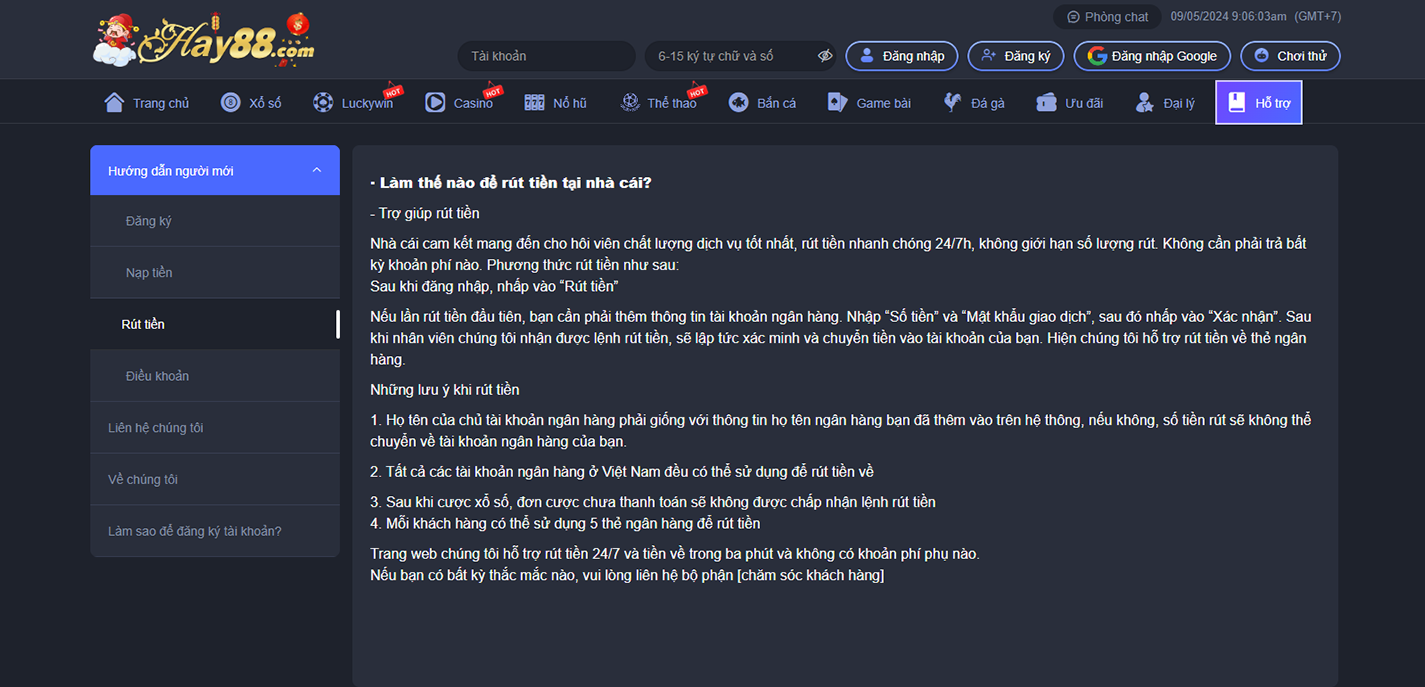 Hay88.com
Phòng chat
09/05/2024 9:06:03am (GMT+7)
Tài khoản
6-15 ký tự chữ và số
Đăng nhập
Đăng ký
Đăng nhập Google
Chơi thử
Trang chủ
Xổ số
Luckywin
HOT
Casino
HOT
Nổ hũ
Thể thao
HOT
Bắn cá
Game bài
Đá gà
Ưu đãi
Đại lý
Hỗ trợ
Hướng dẫn người mới
Đăng ký
Nạp tiền
Rút tiền
Điều khoản
Liên hệ chúng tôi
Về chúng tôi
Làm sao để đăng ký tài khoản?
· Làm thế nào để rút tiền tại nhà cái?
- Trợ giúp rút tiền
Nhà cái cam kết mang đến cho hôi viên chất lượng dịch vụ tốt nhất, rút tiền nhanh chóng 24/7h, không giới hạn số lượng rút. Không cần phải trả bất
kỳ khoản phí nào. Phương thức rút tiền như sau:
Sau khi đăng nhập, nhấp vào “Rút tiền”
Nếu lần rút tiền đầu tiên, bạn cần phải thêm thông tin tài khoản ngân hàng. Nhập “Số tiền” và “Mật khẩu giao dịch”, sau đó nhấp vào “Xác nhận”. Sau
khi nhân viên chúng tôi nhận được lệnh rút tiền, sẽ lập tức xác minh và chuyển tiền vào tài khoản của bạn. Hiện chúng tôi hỗ trợ rút tiền về thẻ ngân
hàng.
Những lưu ý khi rút tiền
1. Họ tên của chủ tài khoản ngân hàng phải giống với thông tin họ tên ngân hàng bạn đã thêm vào trên hệ thông, nếu không, số tiền rút sẽ không thể
chuyển về tài khoản ngân hàng của bạn.
2. Tất cả các tài khoản ngân hàng ở Việt Nam đều có thể sử dụng để rút tiền về
3. Sau khi cược xổ số, đơn cược chưa thanh toán sẽ không được chấp nhận lệnh rút tiền
4. Mỗi khách hàng có thể sử dụng 5 thẻ ngân hàng để rút tiền
Trang web chúng tôi hỗ trợ rút tiền 24/7 và tiền về trong ba phút và không có khoản phí phụ nào.
Nếu bạn có bất kỳ thắc mắc nào, vui lòng liên hệ bộ phận [chăm sóc khách hàng]